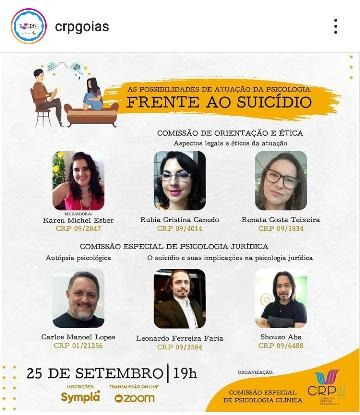 crpgoias
AS POSSIBILIDADES DE ATUAÇÃO DA PSICOLOGIA
FRENTE AO SUICÍDIO
COMISSÃO DE ORIENTAÇÃO E ÉTICA
Aspectos legais e éticos da atuação
MEDIADORA:
Karen Michel Esber
CRP 09/2847
Rubia Cristina Canedo
CRP 09/4014
Renata Costa Teixeira
CRP 09/1834
COMISSÃO ESPECIAL DE PSICOLOGIA JURÍDICA
Autópsia psicológica
O suicídio e suas implicações na psicologia jurídica
Carlos Manoel Lopes
CRP 01/21256
Leonardo Ferreira Faria
CRP 09/3584
Shouzo Abe
CRP 09/6488
25 DE SETEMBRO | 19h
INSCRIÇÕES
Sympla
TRANSMISSÃO ONLINE
zoom
ORGANIZAÇÃO:
COMISSÃO ESPECIAL
DE PSICOLOGIA CLÍNICA
CRP